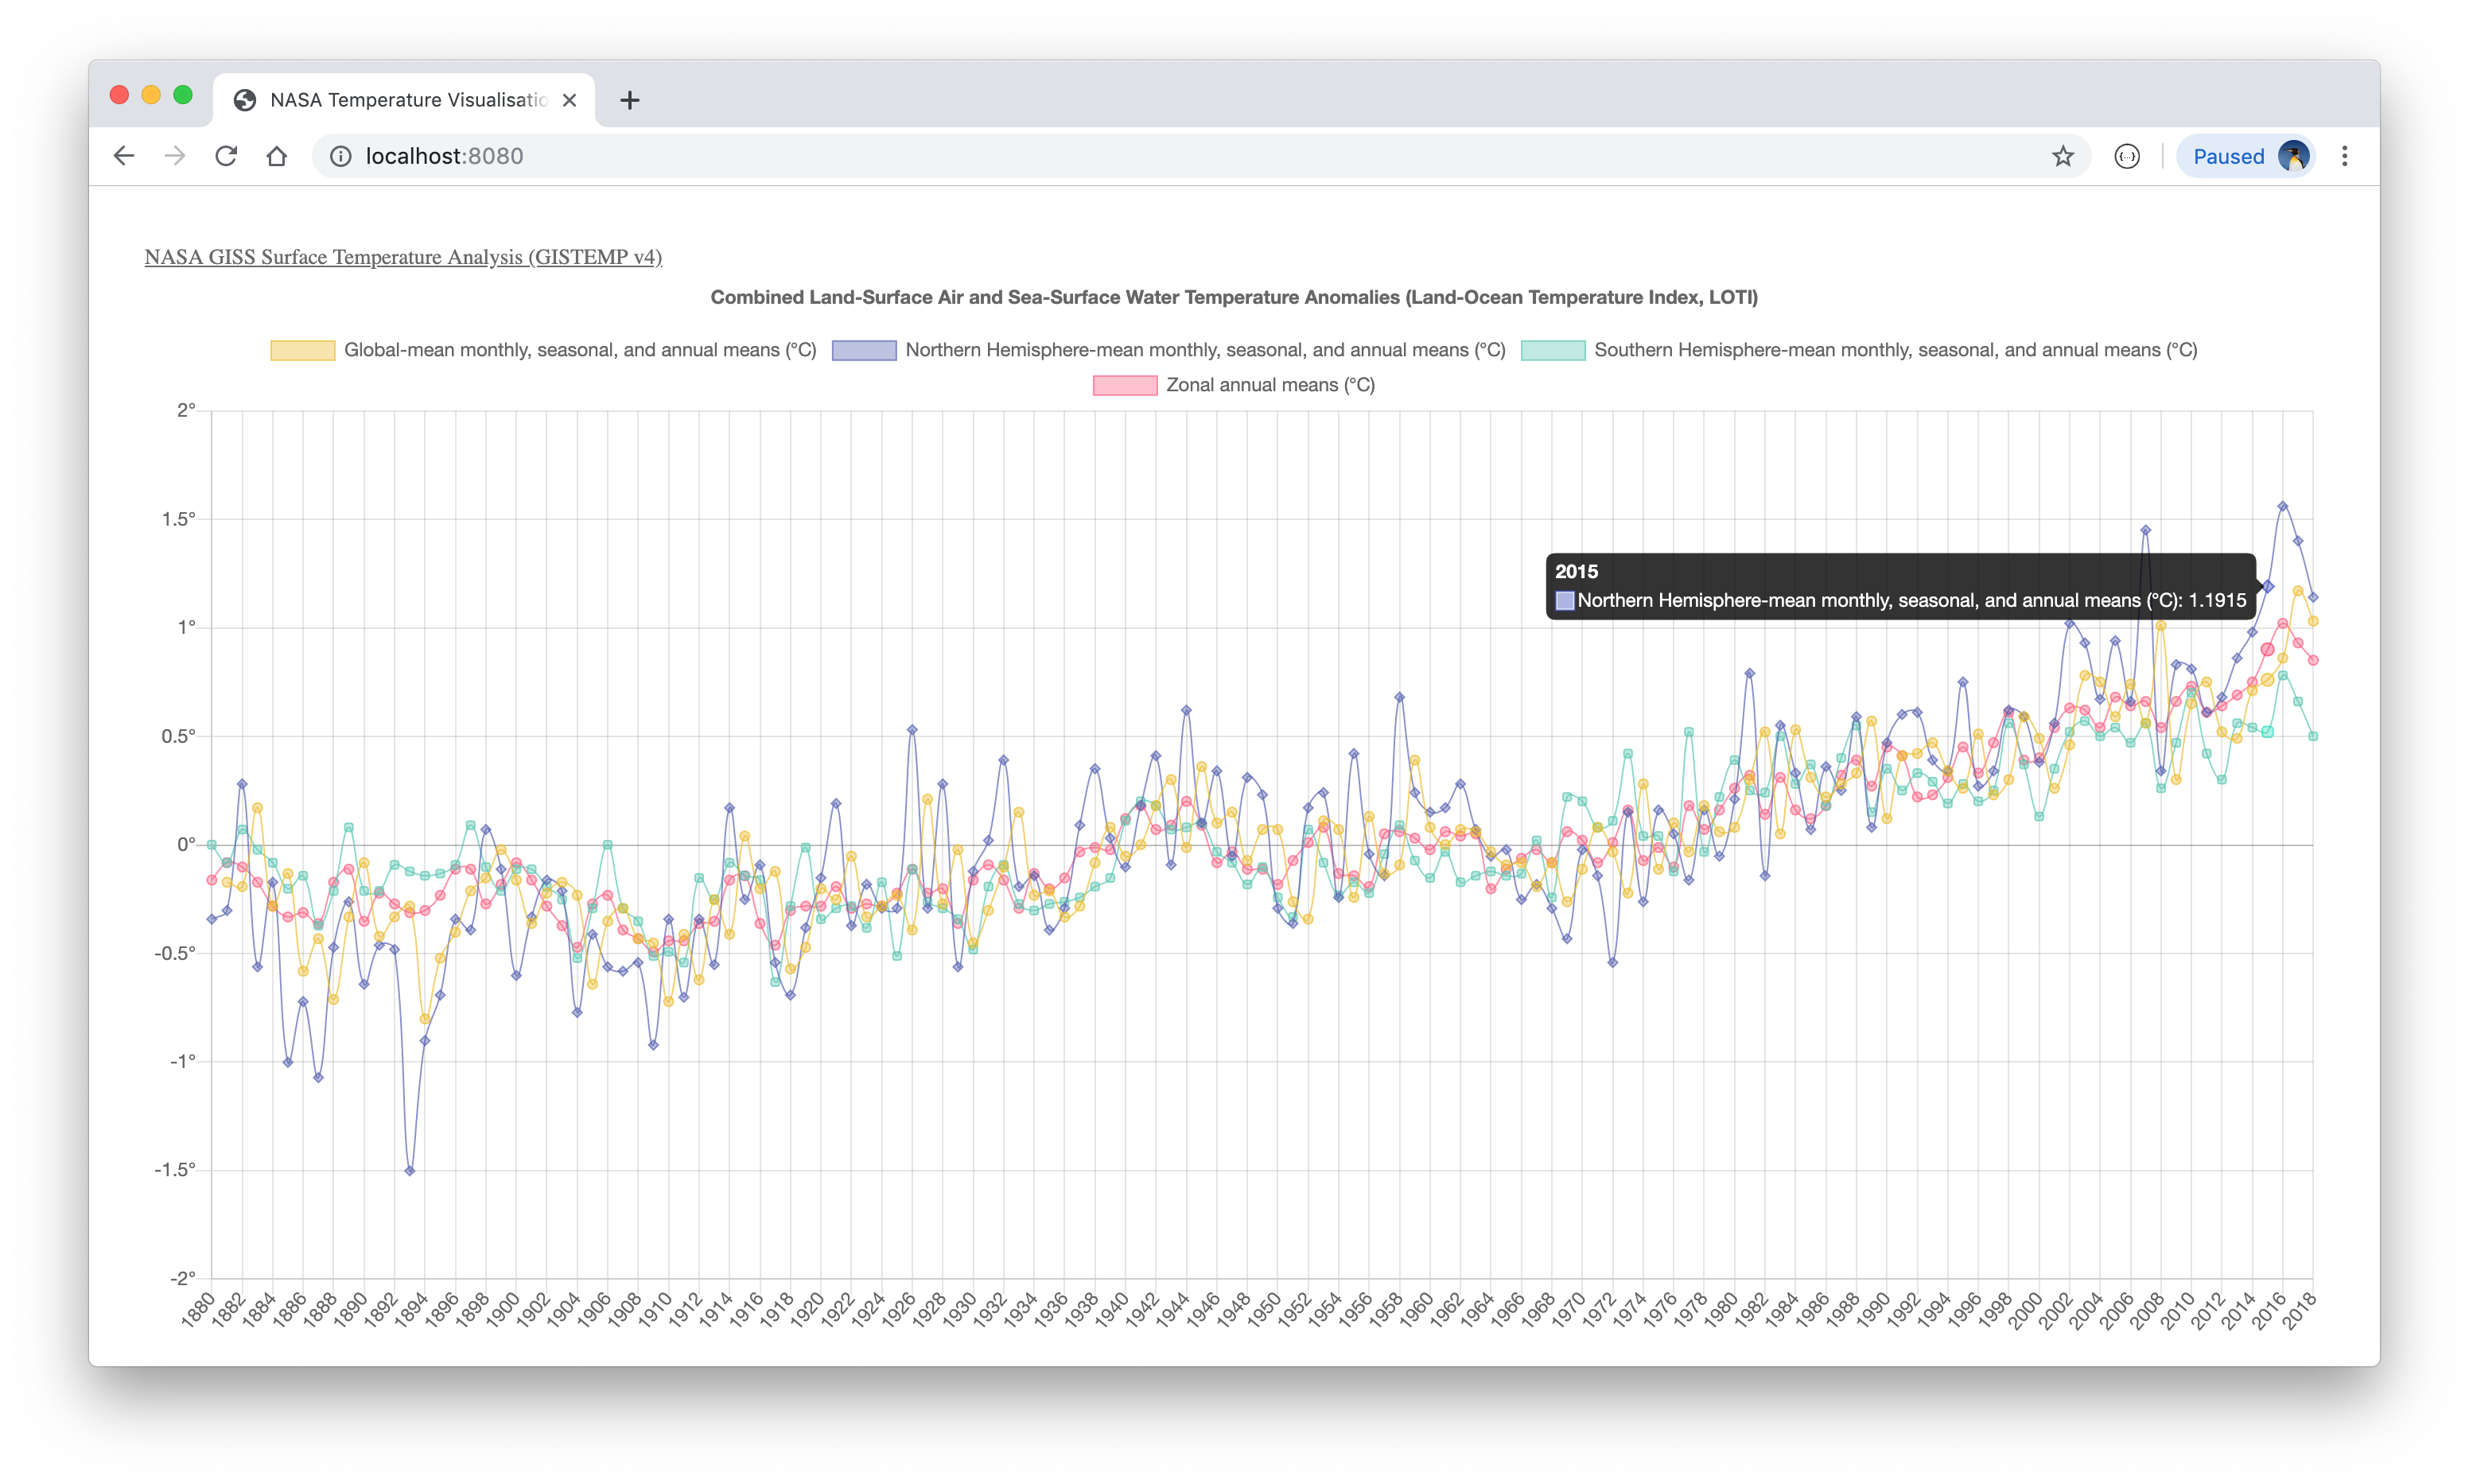 NASA Temperature Visualisatio
localhost:8080
Paused
NASA GISS Surface Temperature Analysis (GISTEMP v4)
Combined Land-Surface Air and Sea-Surface Water Temperature Anomalies (Land-Ocean Temperature Index, LOTI)
Global-mean monthly, seasonal, and annual means (°C) Northern Hemisphere-mean monthly, seasonal, and annual means (°C) Southern Hemisphere-mean monthly, seasonal, and annual means (°C)
Zonal annual means (°C)
2°
1.5°
2015
Northern Hemisphere-mean monthly, seasonal, and annual means (°C): 1.1915
1°
0.5°
0°
-0.5°
-1°
-1.5°
-2°
1880 1882 1884 1886 1888 1890 1892 1894 1896 1898 1900 1902 1904 1906 1908 1910 1912 1914 1916 1918 1920 1922 1924 1926 1928 1930 1932 1934 1936 1938 1940 1942 1944 1946 1948 1950 1952 1954 1956 1958 1960 1962 1964 1966 1968 1970 1972 1974 1976 1978 1980 1982 1984 1986 1988 1990 1992 1994 1996 1998 2000 2002 2004 2006 2008 2010 2012 2014 2016 2018